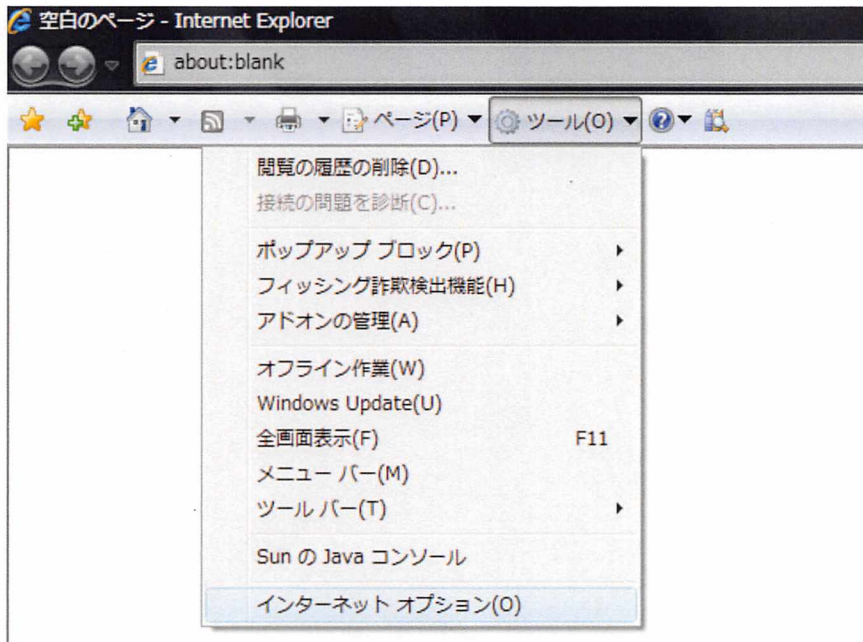 空白のページ - Internet Explorer
about:blank
ページ(P) ツール(O)
閲覧の履歴の削除(D)...
接続の問題を診断(C)...
ポップアップ ブロック(P)
フィッシング詐欺検出機能(H)
アドオンの管理(A)
オフライン作業(W)
Windows Update(U)
全画面表示(F) F11
メニュー バー(M)
ツール バー(T)
Sun の Java コンソール
インターネット オプション(O)